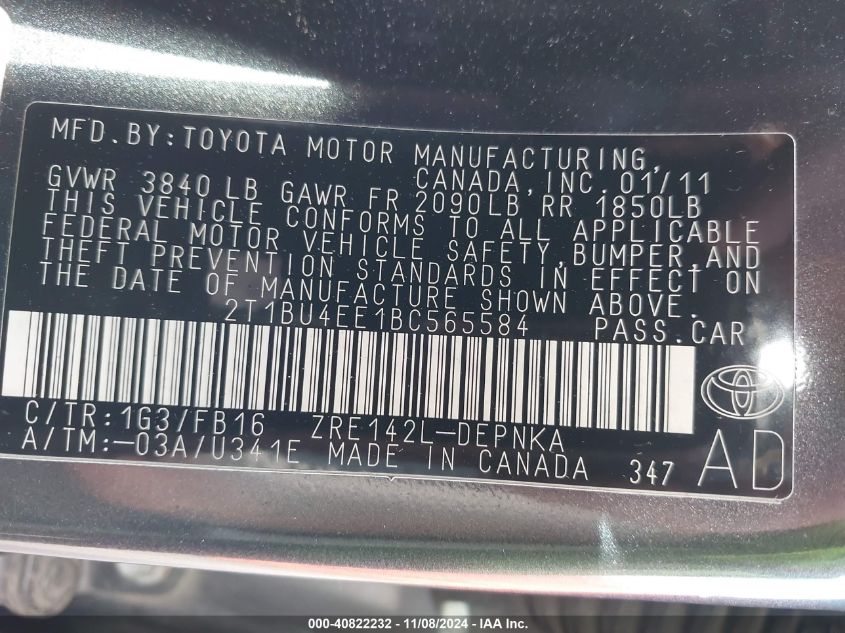 MFD.BY:TOYOTA MOTOR MANUFACTURING,
CANADA, INC. 01/11
GVWR 3840 LB GAWR FR 2090LB RR 1850LB
THIS VEHICLE CONFORMS TO ALL APPLICABLE
FEDERAL MOTOR VEHICLE SAFETY, BUMPER, AND
THEFT PREVENTION STANDARDS IN EFFECT ON
THE DATE OF MANUFACTURE SHOWN ABOVE.
2T1BU4EE1BC565584 PASS.CAR
C/TR:1G3/FB16 ZRE142L-DEPNKA
A/TM:-03A/U341E MADE IN CANADA 347 AD
000-40822232 - 11/08/2024 - IAA Inc.